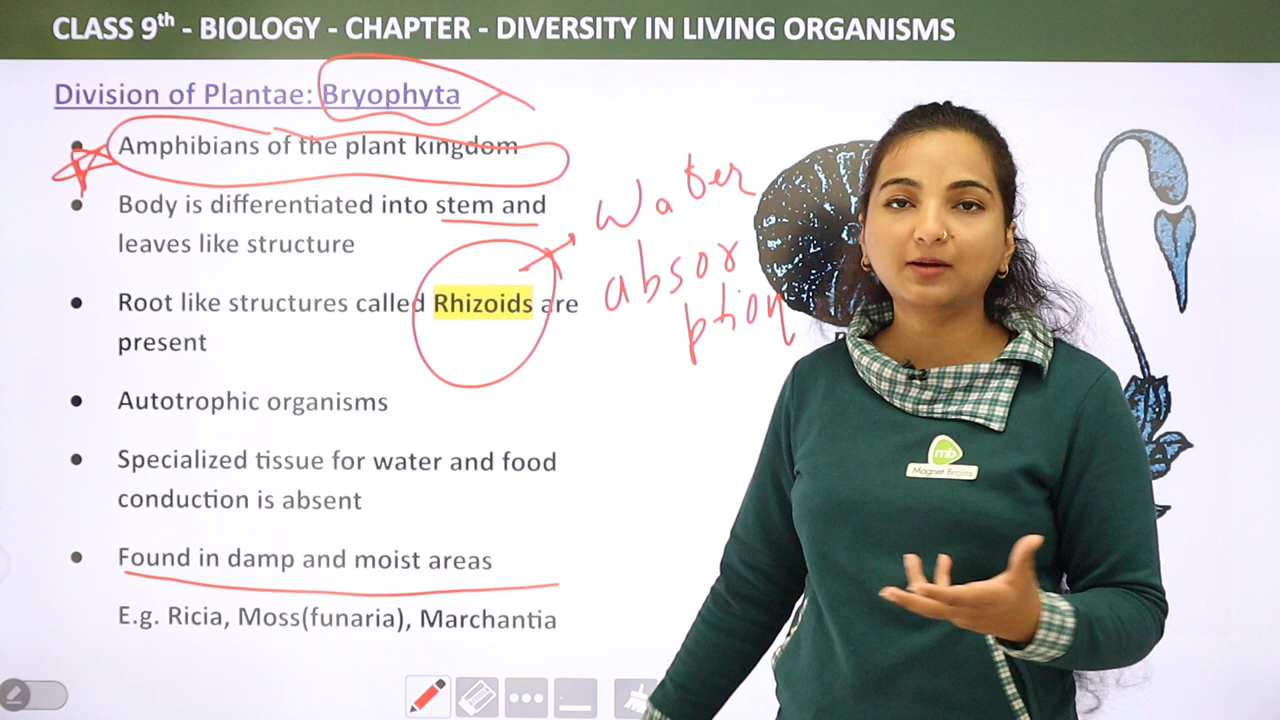 CLASS 9th - BIOLOGY - CHAPTER - DIVERSITY IN LIVING ORGANISMS
Division of Plantae: Bryophyta
Amphibians of the plant kingdom
Body is differentiated into stem and
leaves like structure
Root like structures called Rhizoids are
present
Autotrophic organisms
Specialized tissue for water and food
conduction is absent
Found in damp and moist areas
E.g. Ricia, Moss(funaria), Marchantia
Water
absor
ption
mb
Magnet Brains